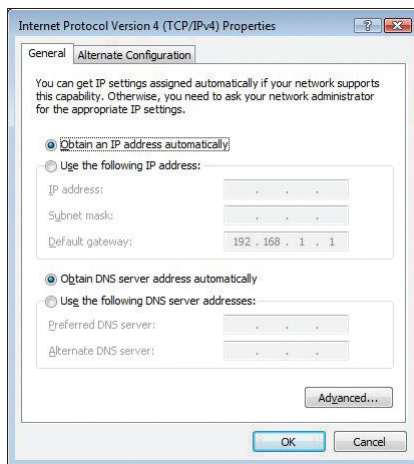 Internet Protocol Version 4 (TCP/IPv4) Properties
General
Alternate Configuration
You can get IP settings assigned automatically if your network supports
this capability. Otherwise, you need to ask your network administrator
for the appropriate IP settings.
Obtain an IP address automatically
Use the following IP address:
IP address:
Subnet mask:
Default gateway:
192 . 168 . 1 . 1
Obtain DNS server address automatically
Use the following DNS server addresses:
Preferred DNS server:
Alternate DNS server:
Advanced...
OK
Cancel